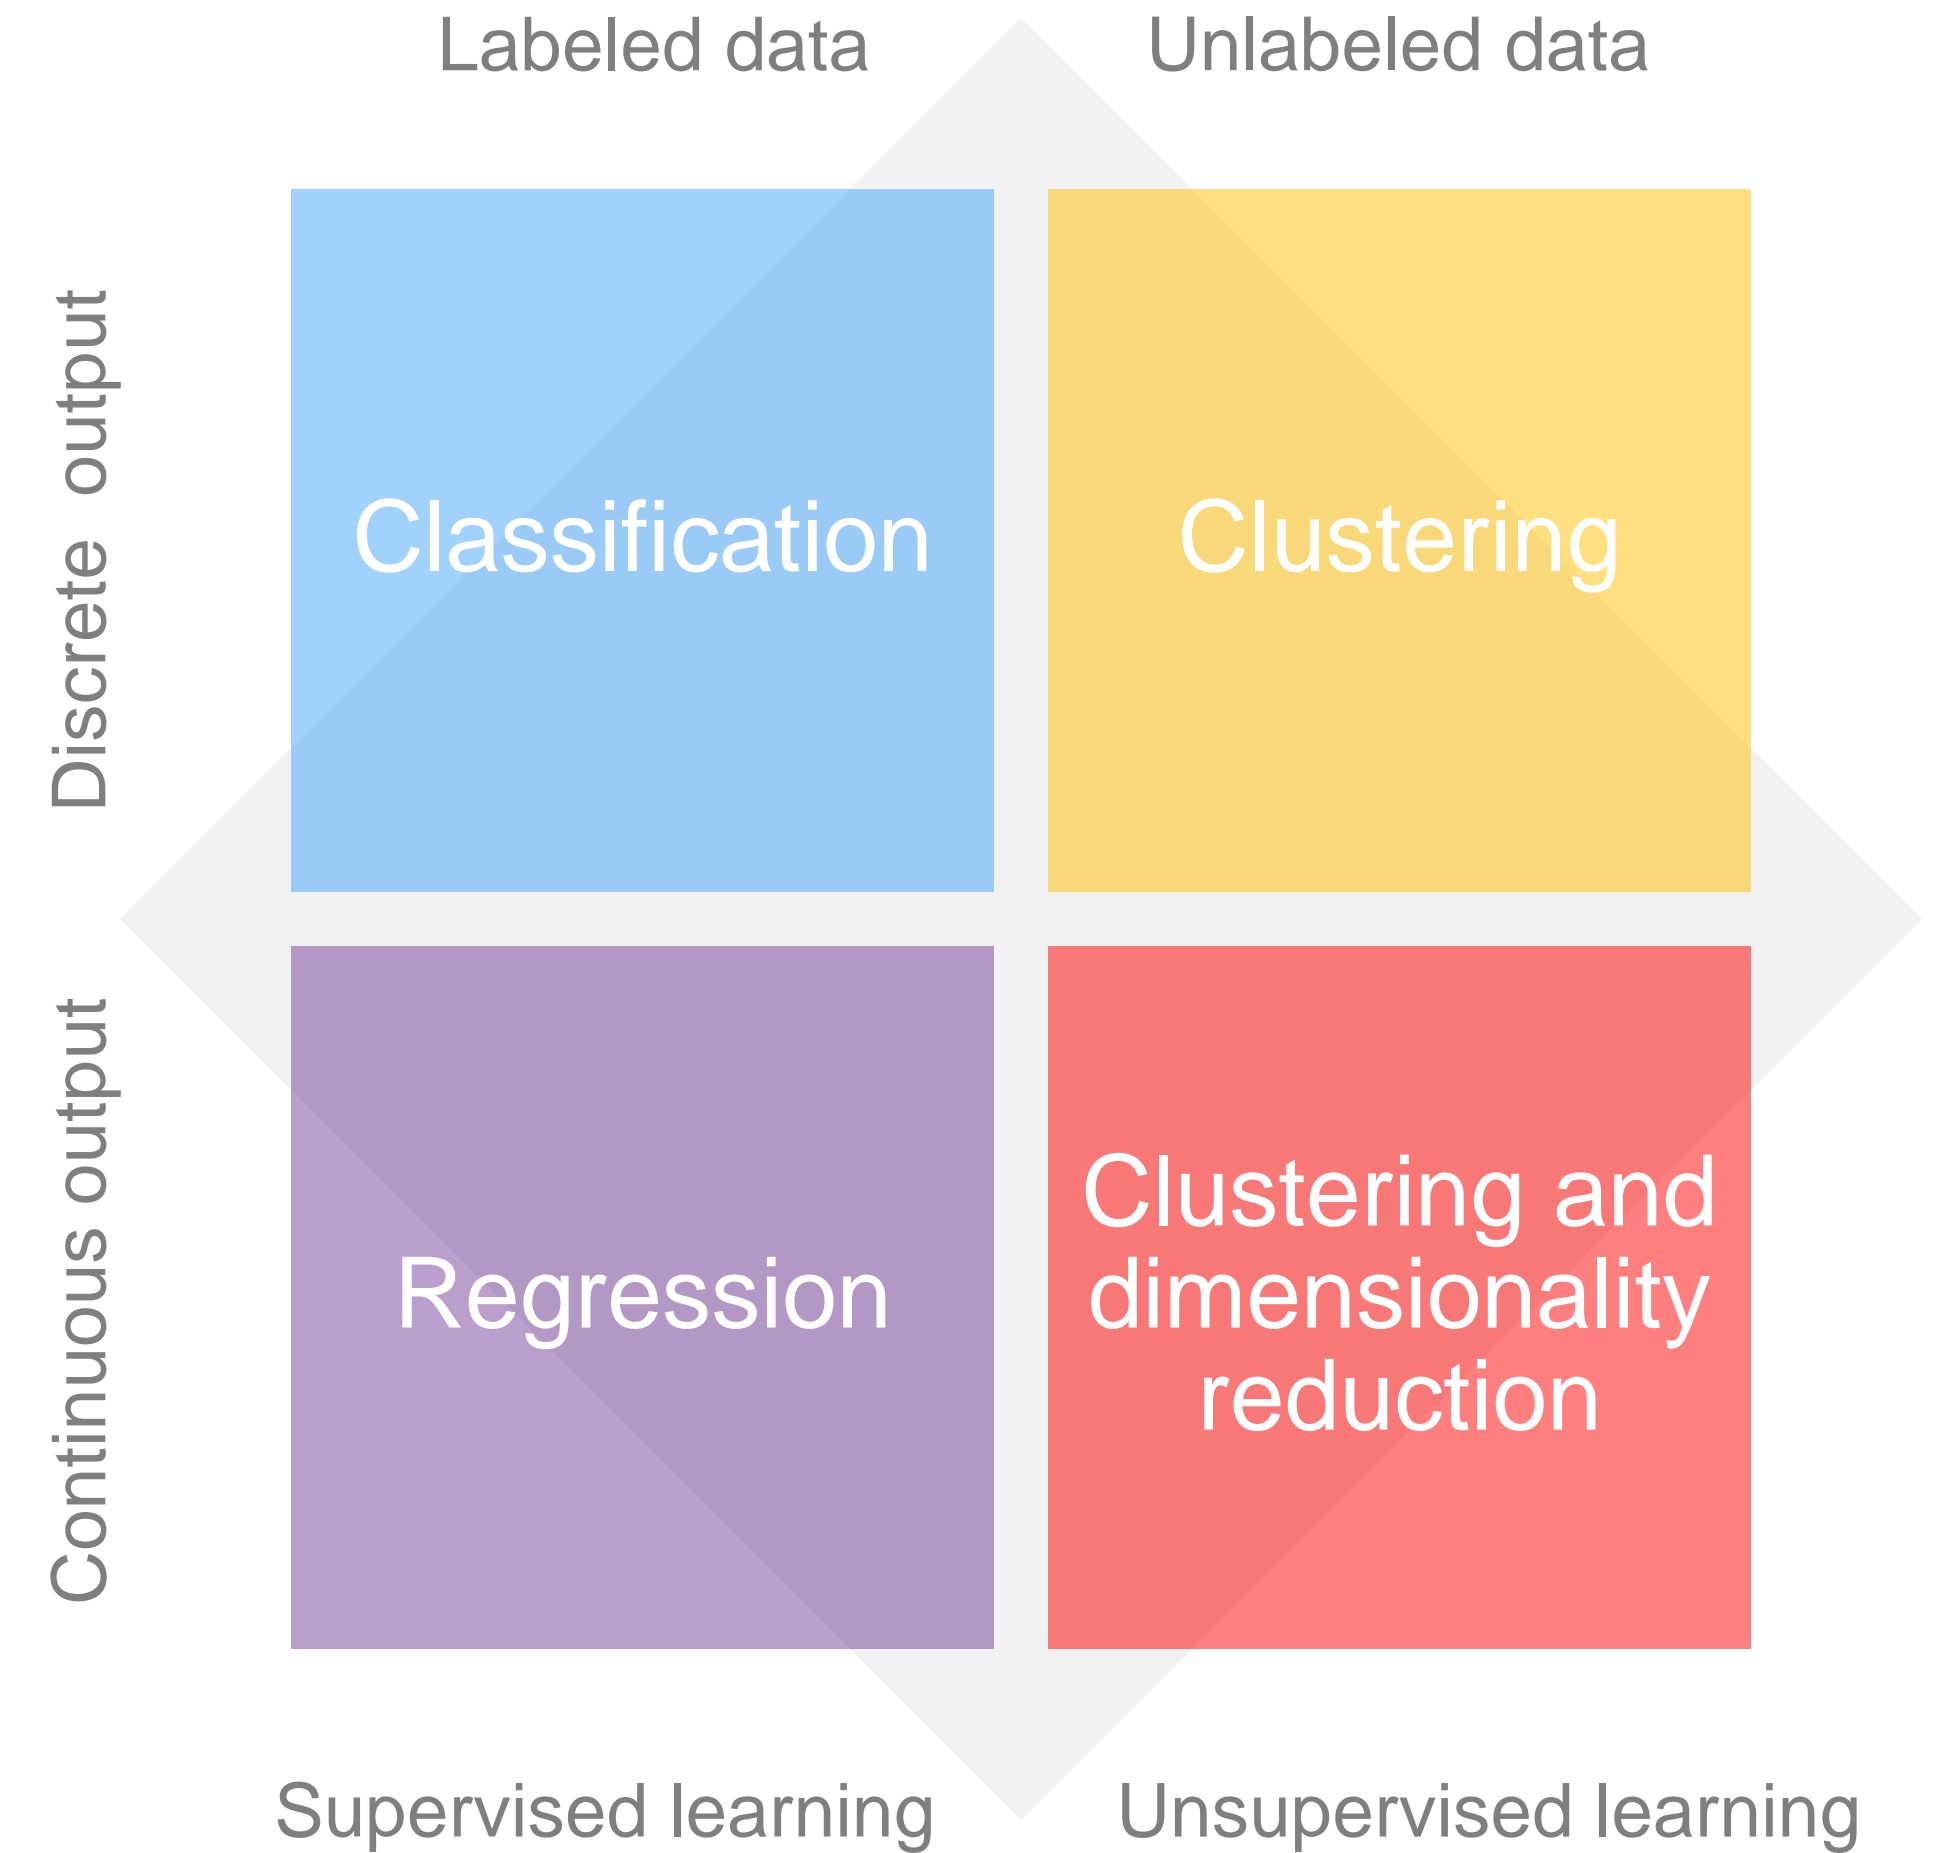 Labeled data
Unlabeled data
Discrete output
Classification
Clustering
Continuous output
Regression
Clustering and
dimensionality
reduction
Supervised learning
Unsupervised learning